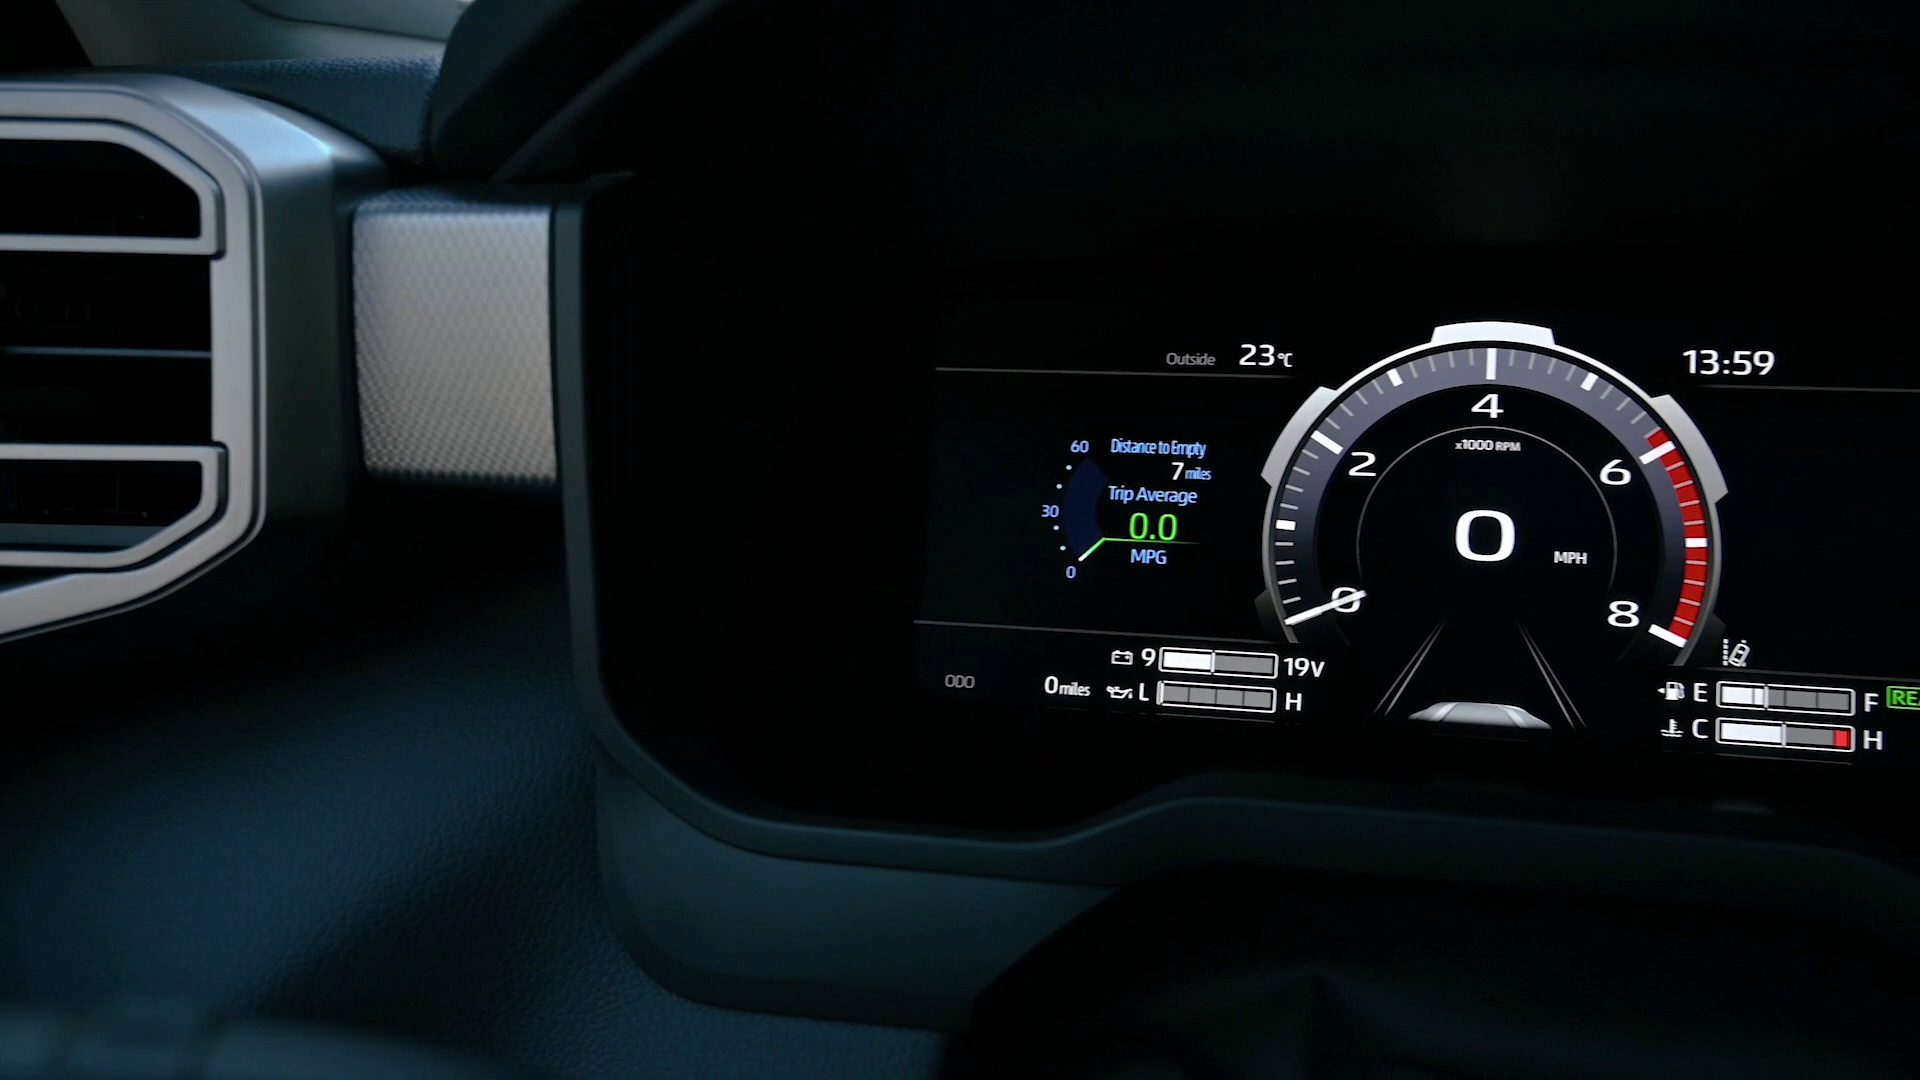 Outside 23°C
13:59
60 Distance to Empty
7 miles
Trip Average
30
0.0
MPG
0
4
x1000 RPM
2
6
0
MPH
0
8
9 19V
ODO 0 miles
L H
E F
C H